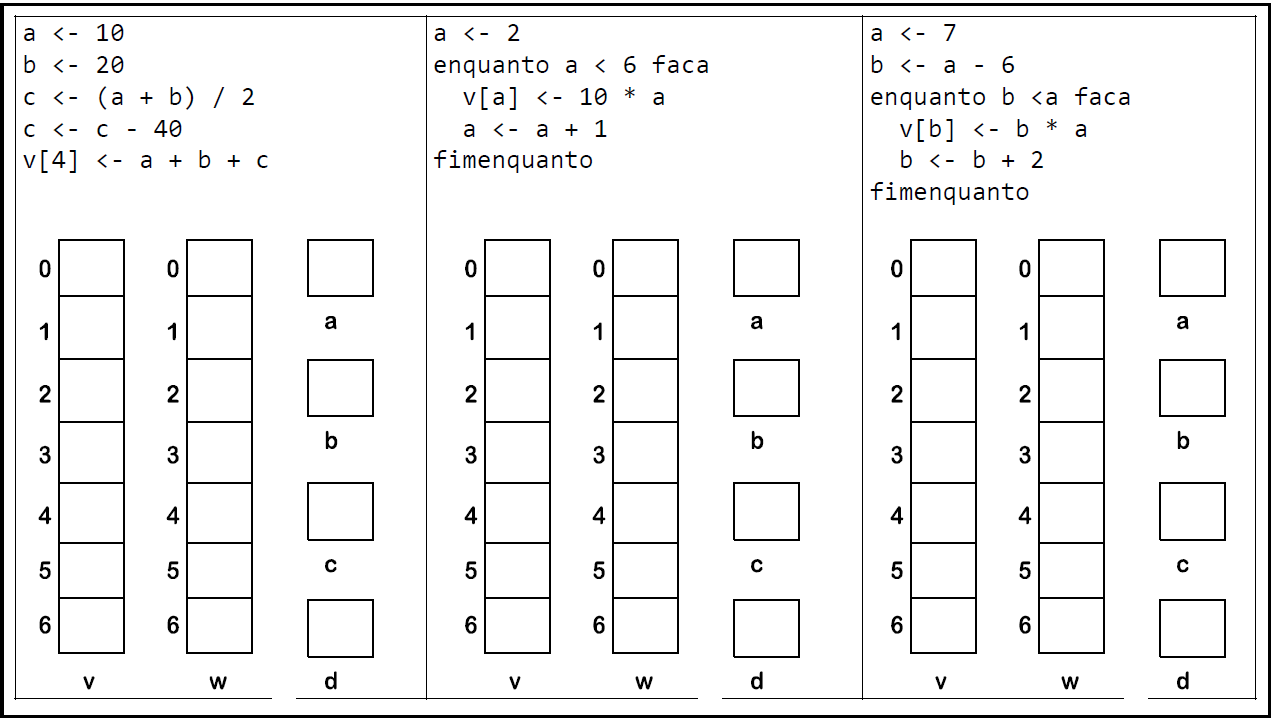 a <- 10
b <- 20
c <- (a + b) / 2
c <- c - 40
v[4] <- a + b + c
0
1
2
3
4
5
6
v
0
1
2
3
4
5
6
w
a
b
c
d
a <- 2
enquanto a < 6 faca
v[a] <- 10 * a
a <- a + 1
fimenquanto
0
1
2
3
4
5
6
v
0
1
2
3
4
5
6
w
a
b
c
d
a <- 7
b <- a - 6
enquanto b <a faca
v[b] <- b * a
b <- b + 2
fimenquanto
0
1
2
3
4
5
6
v
0
1
2
3
4
5
6
w
a
b
c
d